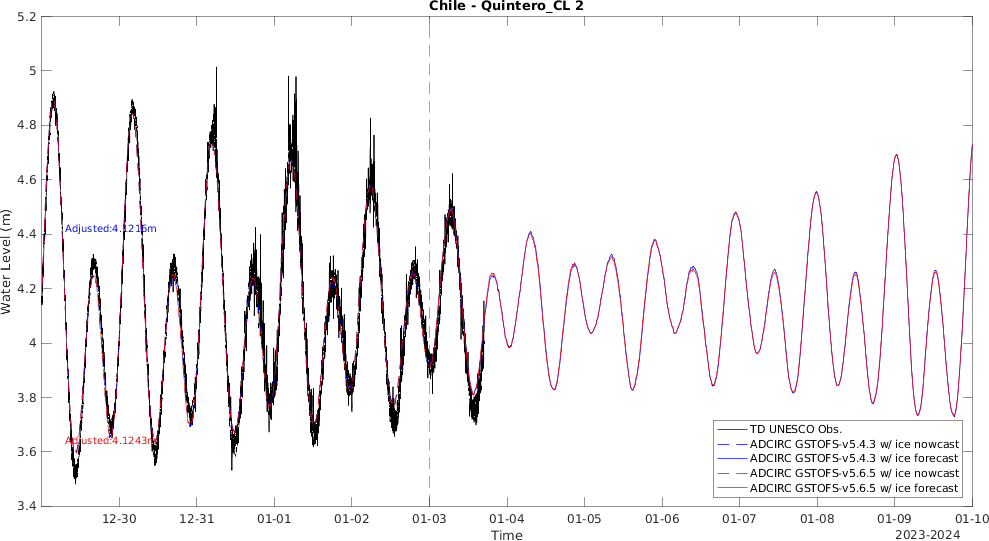 Chile - Quintero_CL 2
Water Level (m)
5.2
5
4.8
4.6
4.4
4.2
4
3.8
3.6
3.4
Adjusted:4.1216m
Adjusted:4.1243m
TD UNESCO Obs.
ADCIRC GSTOFS-v5.4.3 w/ ice nowcast
ADCIRC GSTOFS-v5.4.3 w/ ice forecast
ADCIRC GSTOFS-v5.6.5 w/ ice nowcast
ADCIRC GSTOFS-v5.6.5 w/ ice forecast
12-30 12-31 01-01 01-02 01-03 01-04 01-05 01-06 01-07 01-08 01-09 01-10
Time
2023-2024